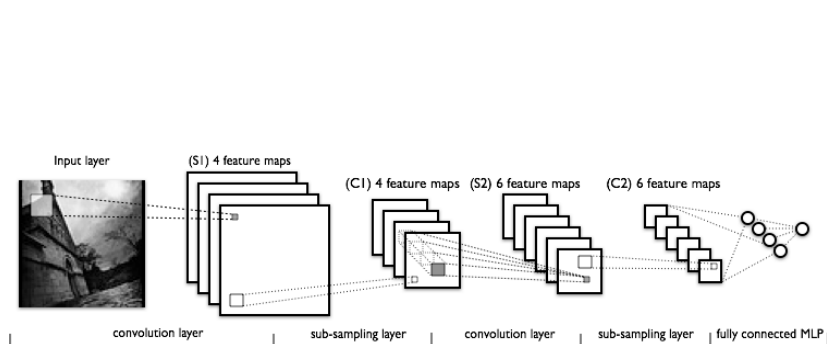 Input layer
(S1) 4 feature maps
(C1) 4 feature maps
(S2) 6 feature maps
(C2) 6 feature maps
convolution layer
sub-sampling layer
convolution layer
sub-sampling layer
fully connected MLP